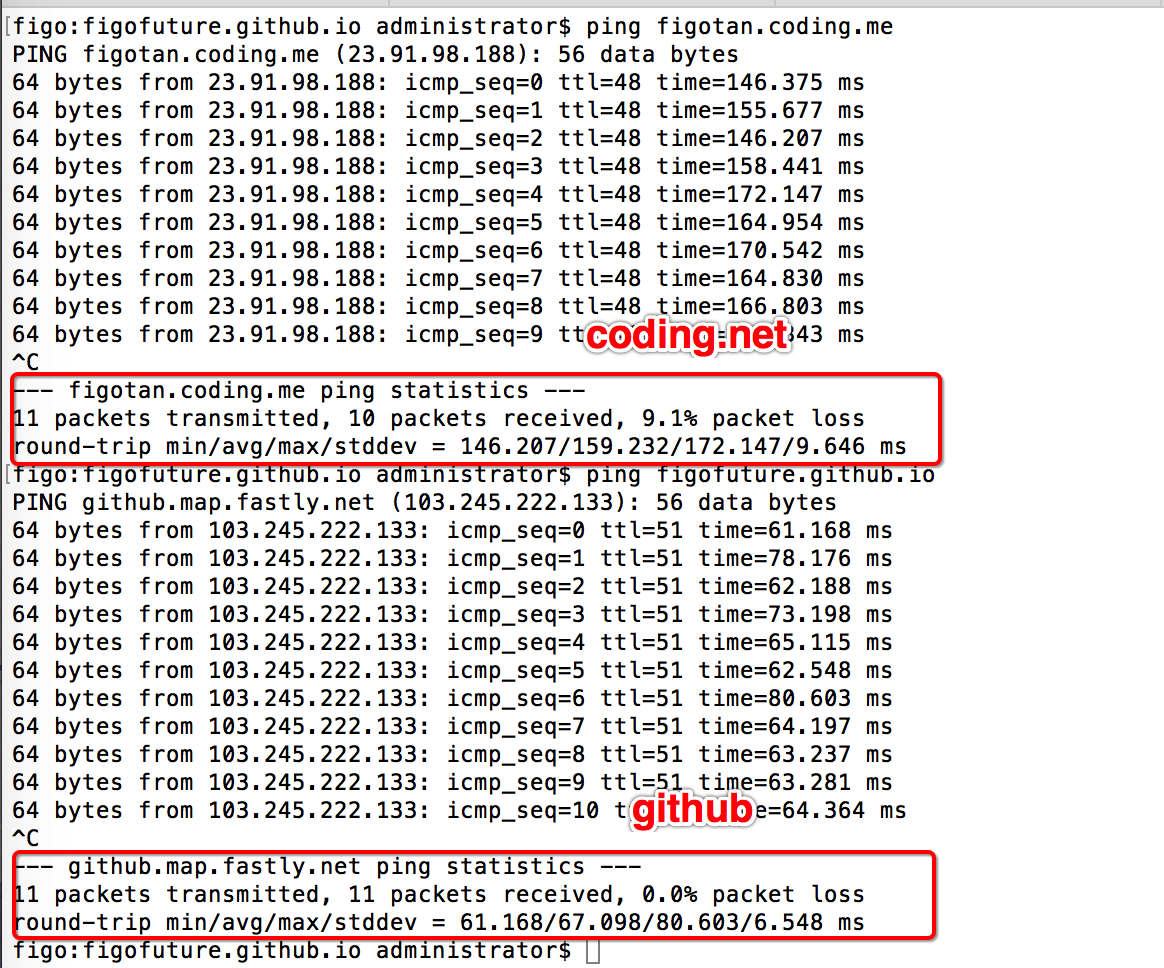 figo:figofuture.github.io administrator$ ping figotan.coding.me
PING figotan.coding.me (23.91.98.188): 56 data bytes
64 bytes from 23.91.98.188: icmp_seq=0 ttl=48 time=146.375 ms
64 bytes from 23.91.98.188: icmp_seq=1 ttl=48 time=155.677 ms
64 bytes from 23.91.98.188: icmp_seq=2 ttl=48 time=146.207 ms
64 bytes from 23.91.98.188: icmp_seq=3 ttl=48 time=158.441 ms
64 bytes from 23.91.98.188: icmp_seq=4 ttl=48 time=172.147 ms
64 bytes from 23.91.98.188: icmp_seq=5 ttl=48 time=164.954 ms
64 bytes from 23.91.98.188: icmp_seq=6 ttl=48 time=170.542 ms
64 bytes from 23.91.98.188: icmp_seq=7 ttl=48 time=164.830 ms
64 bytes from 23.91.98.188: icmp_seq=8 ttl=48 time=166.803 ms
64 bytes from 23.91.98.188: icmp_seq=9 ms
coding.net
^C
--- figotan.coding.me ping statistics ---
11 packets transmitted, 10 packets received, 9.1% packet loss
round-trip min/avg/max/stddev = 146.207/159.232/172.147/9.646 ms
figo:figofuture.github.io administrator$ ping figofuture.github.io
PING github.map.fastly.net (103.245.222.133): 56 data bytes
64 bytes from 103.245.222.133: icmp_seq=0 ttl=51 time=61.168 ms
64 bytes from 103.245.222.133: icmp_seq=1 ttl=51 time=78.176 ms
64 bytes from 103.245.222.133: icmp_seq=2 ttl=51 time=62.188 ms
64 bytes from 103.245.222.133: icmp_seq=3 ttl=51 time=73.198 ms
64 bytes from 103.245.222.133: icmp_seq=4 ttl=51 time=65.115 ms
64 bytes from 103.245.222.133: icmp_seq=5 ttl=51 time=62.548 ms
64 bytes from 103.245.222.133: icmp_seq=6 ttl=51 time=80.603 ms
64 bytes from 103.245.222.133: icmp_seq=7 ttl=51 time=64.197 ms
64 bytes from 103.245.222.133: icmp_seq=8 ttl=51 time=63.237 ms
64 bytes from 103.245.222.133: icmp_seq=9 ttl=51 time=63.281 ms
64 bytes from 103.245.222.133: icmp_seq=10 e=64.364 ms
github
^C
--- github.map.fastly.net ping statistics ---
11 packets transmitted, 11 packets received, 0.0% packet loss
round-trip min/avg/max/stddev = 61.168/67.098/80.603/6.548 ms
figo:figofuture.github.io administrator$